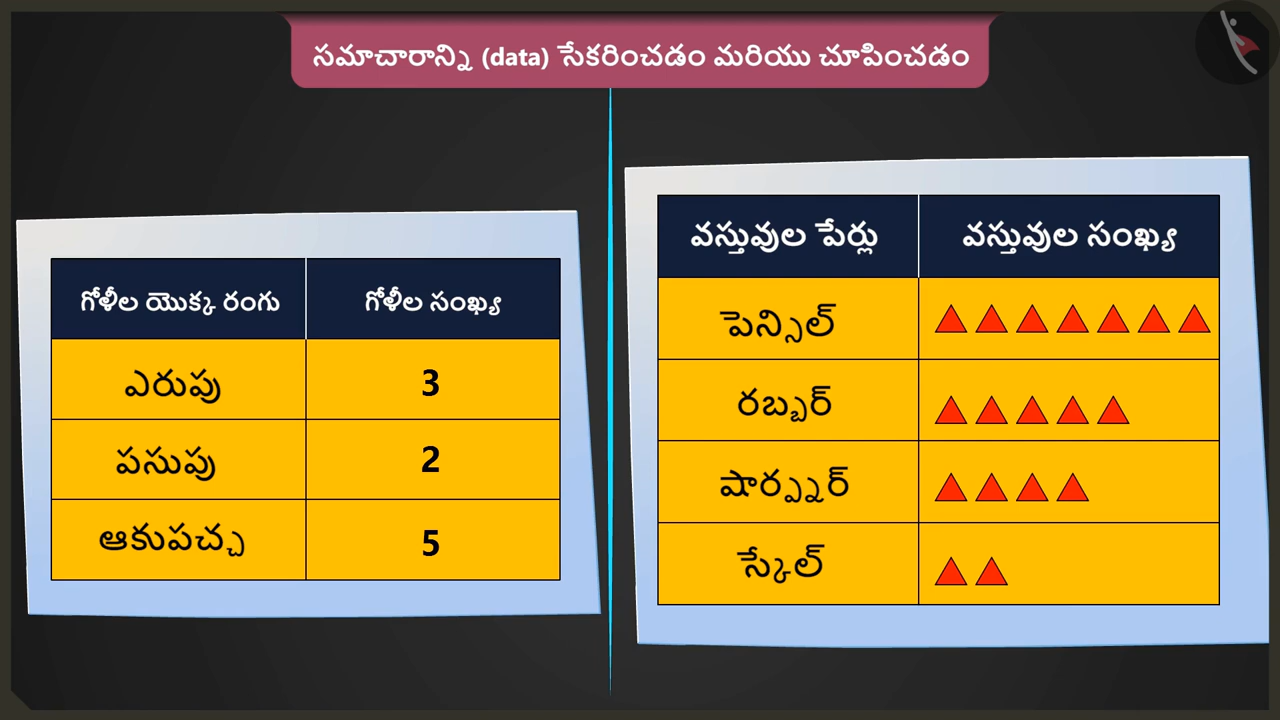 సమాచారాన్ని (data) సేకరించడం మరియు చూపించడం
గోళీల యొక్క రంగు గోళీల సంఖ్య
ఎరుపు 3
పసుపు 2
ఆకుపచ్చ 5
వస్తువుల పేర్లు వస్తువుల సంఖ్య
పెన్సిల్
రబ్బర్
షార్ప్నర్
స్కేల్